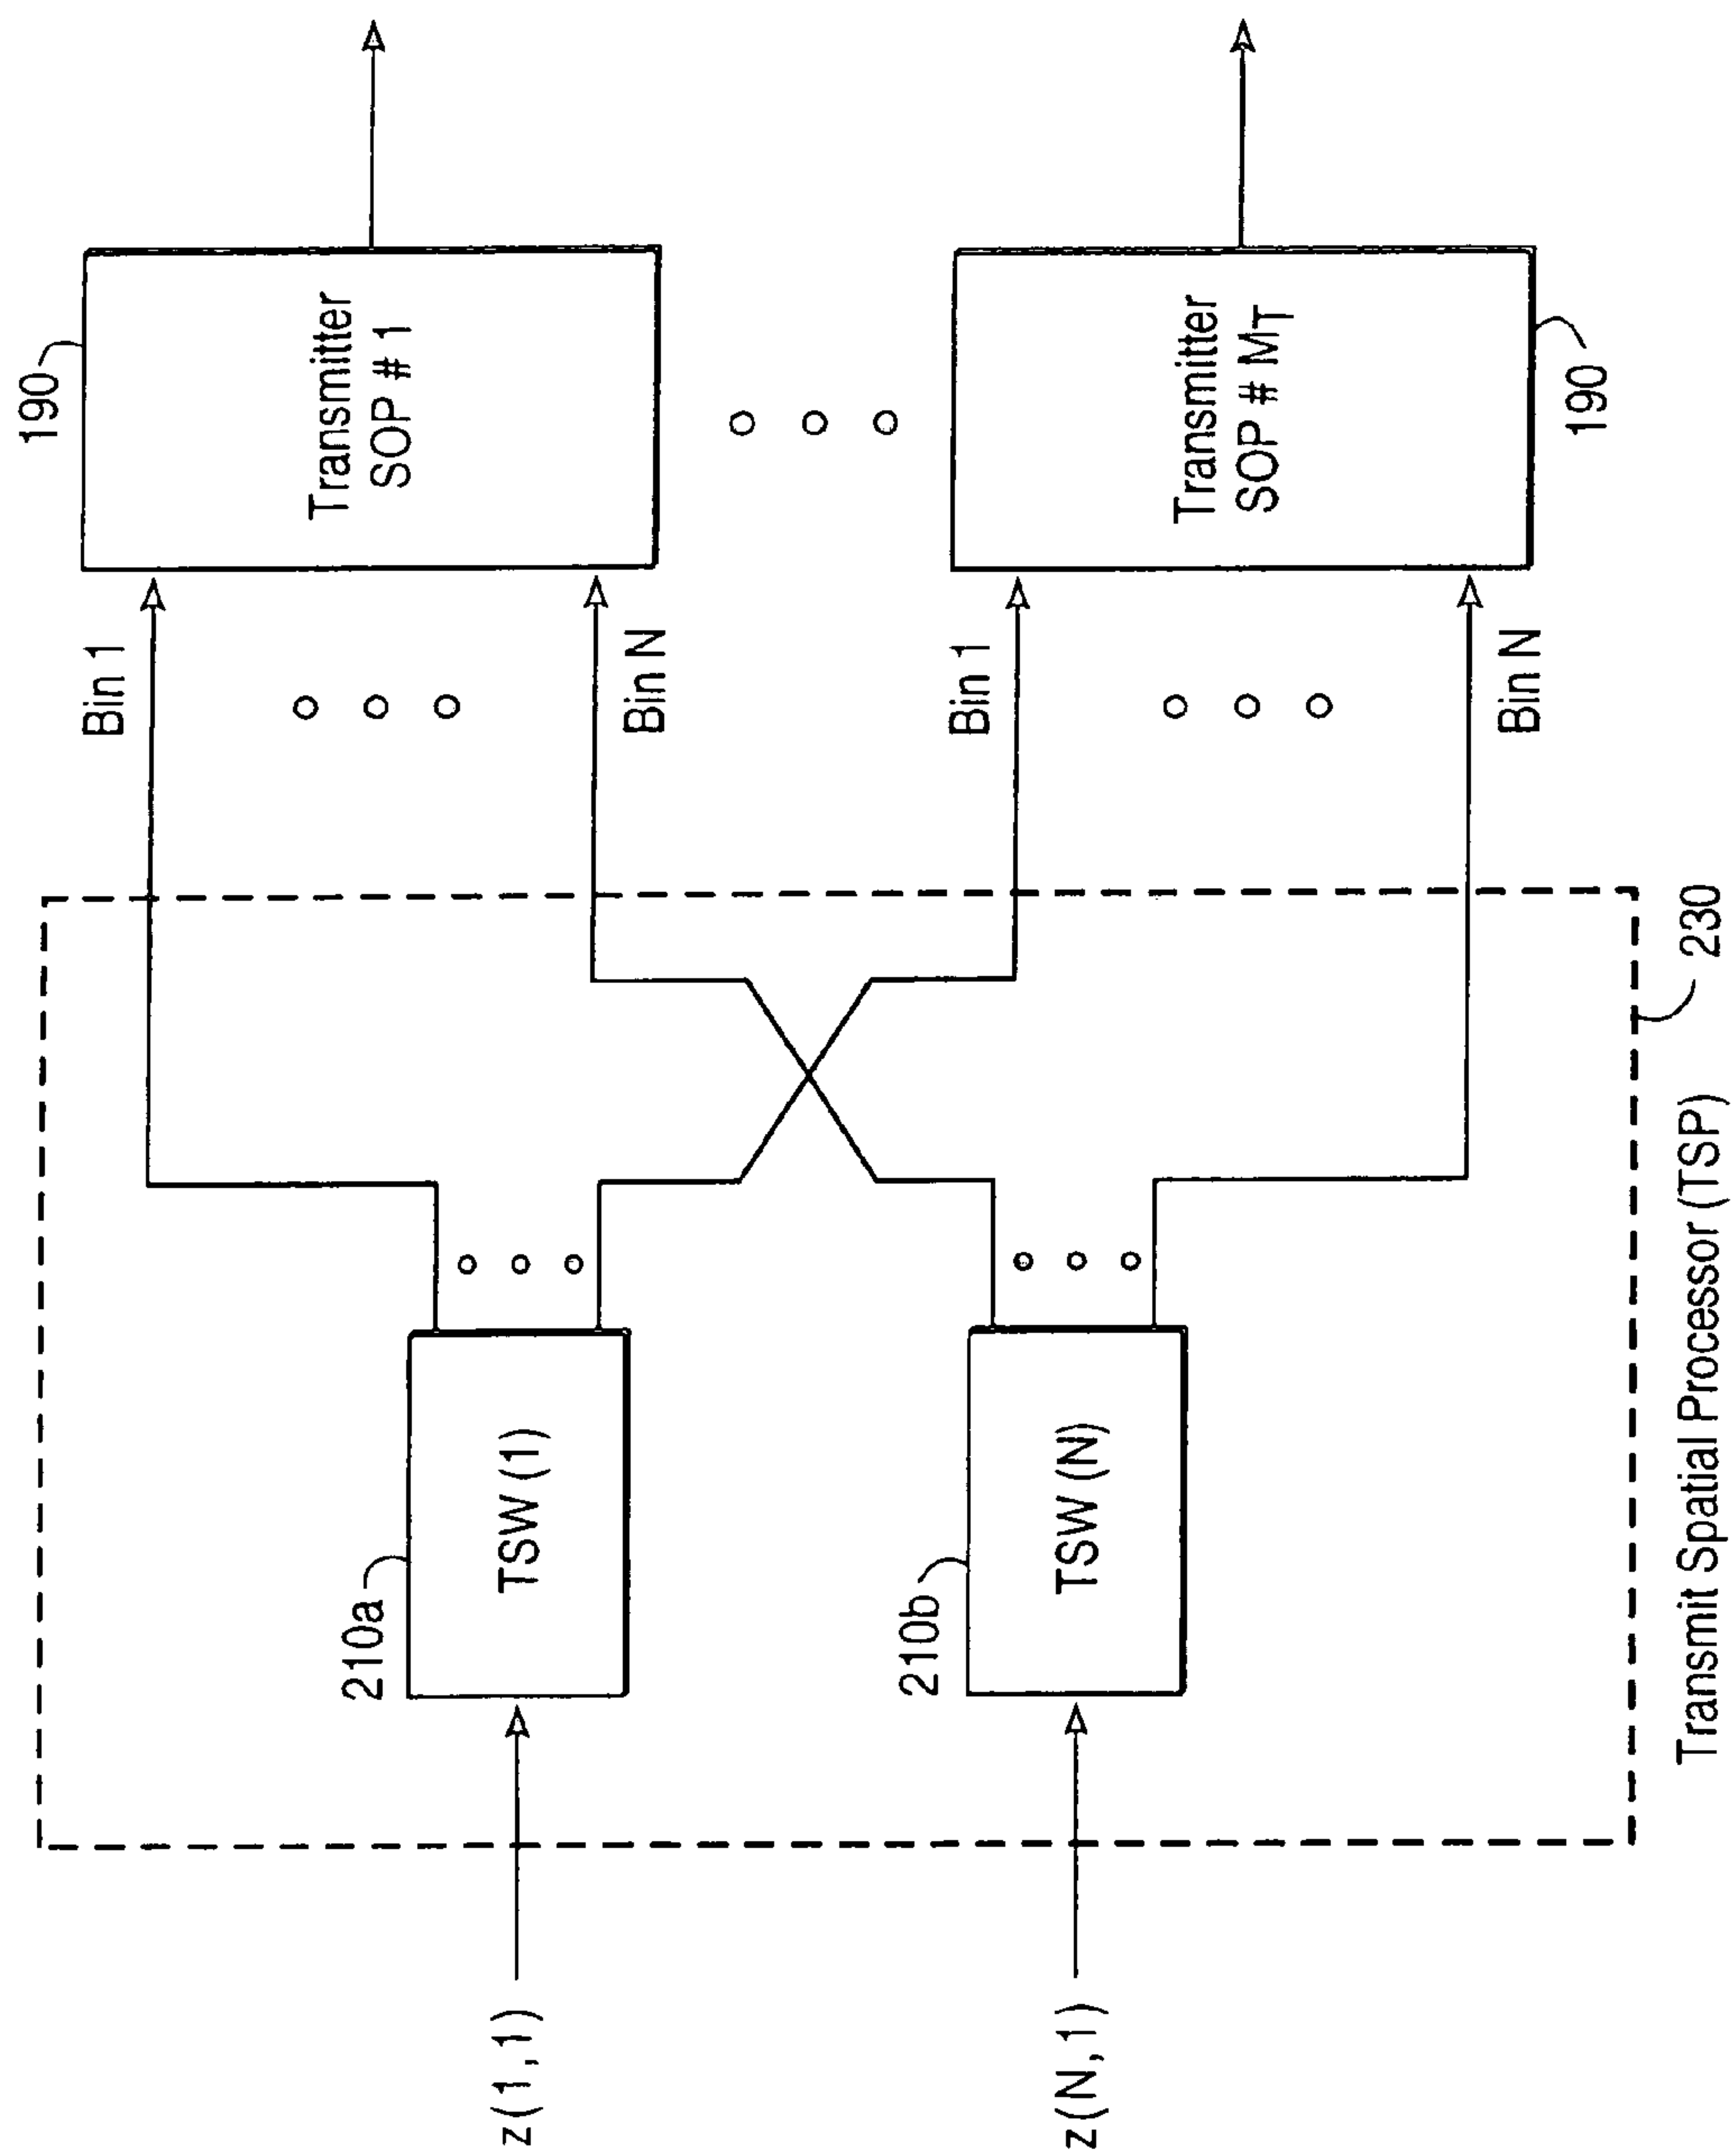 190
Transmitter
SOP # 1
Bin 1
Bin N
Transmitter
SOP # MT
190
Bin 1
Bin N
210a
TSW (1)
z(1,1)
210b
TSW (N)
z(N,1)
230
Transmit Spatial Processor (TSP)